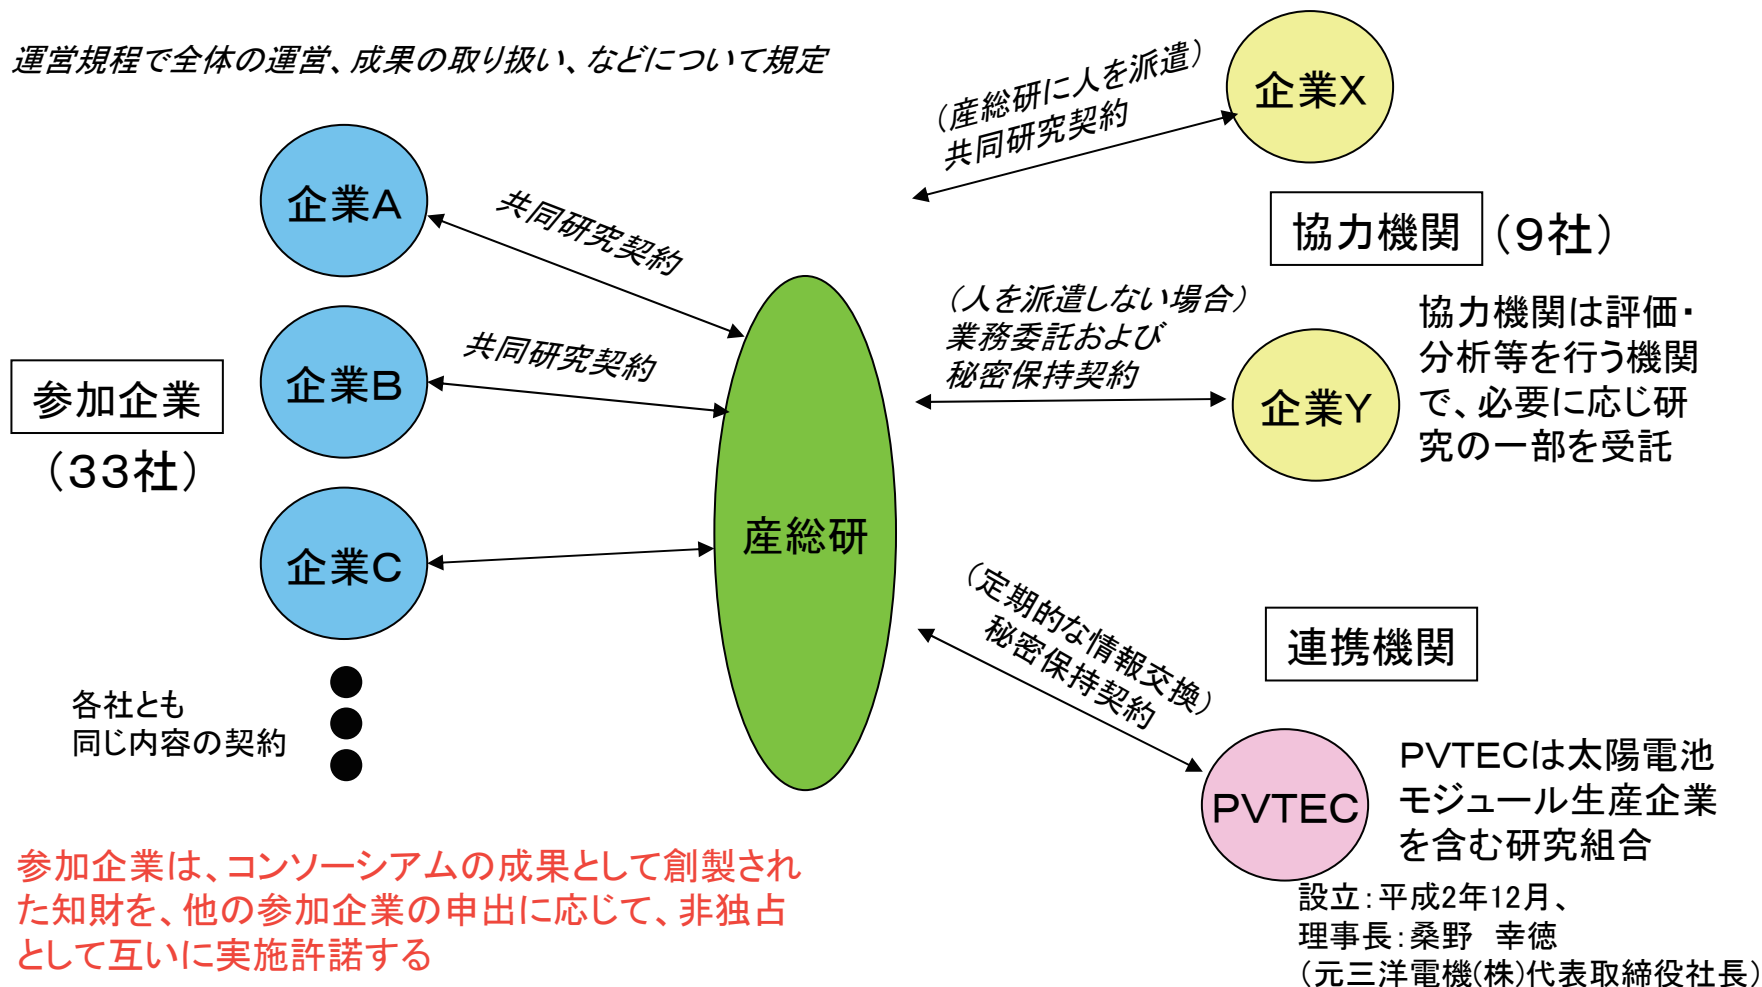 運営規程で全体の運営、成果の取り扱い、などについて規定
企業A
共同研究契約
企業B
共同研究契約
参加企業
（33社）
企業C
各社とも
同じ内容の契約
産総研
（産総研に人を派遣）
共同研究契約
企業X
協力機関
（9社）
（人を派遣しない場合）
業務委託および
秘密保持契約
企業Y
協力機関は評価・
分析等を行う機関
で、必要に応じ研
究の一部を受託
（定期的な情報交換）
秘密保持契約
連携機関
PVTEC
PVTECは太陽電池
モジュール生産企業
を含む研究組合
設立：平成2年12月、
理事長：桑野　幸徳
（元三洋電機(株)代表取締役社長）
参加企業は、コンソーシアムの成果として創製され
た知財を、他の参加企業の申出に応じて、非独占
として互いに実施許諾する